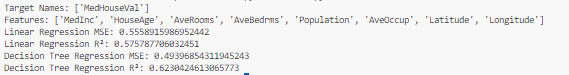 Target Names: ['MedHouseVal']
Features: ['MedInc', 'HouseAge', 'AveRooms', 'AveBedrms', 'Population', 'AveOccup', 'Latitude', 'Longitude']
Linear Regression MSE: 0.5558915986952442
Linear Regression R²: 0.575787706032451
Decision Tree Regression MSE: 0.49396854311945243
Decision Tree Regression R²: 0.6230424613065773